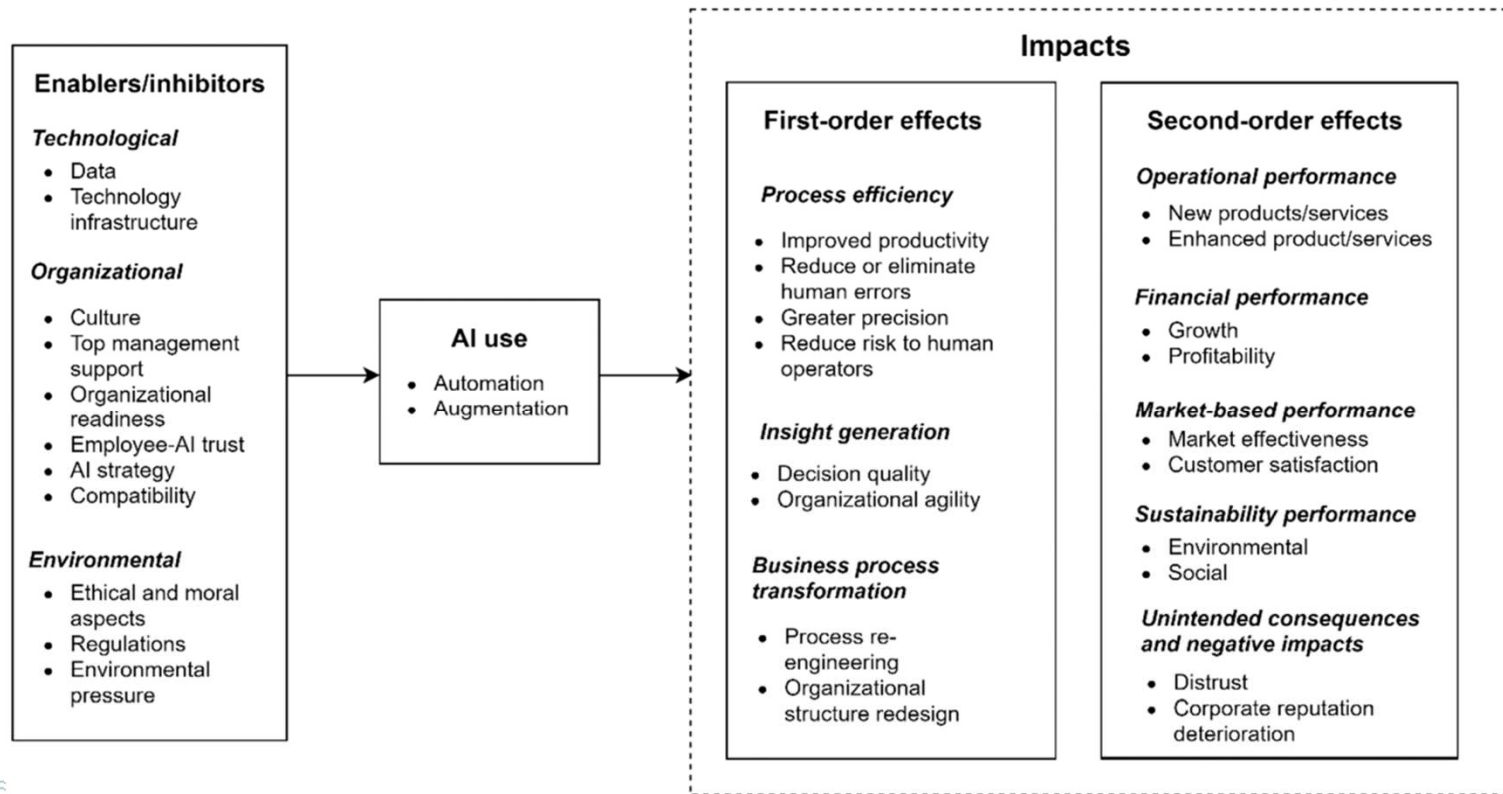 Enablers/inhibitors
Technological
• Data
• Technology
infrastructure
Organizational
• Culture
• Top management
support
• Organizational
readiness
• Employee-AI trust
• AI strategy
• Compatibility
Environmental
• Ethical and moral
aspects
• Regulations
• Environmental
pressure
AI use
• Automation
• Augmentation
Impacts
First-order effects
Process efficiency
• Improved productivity
• Reduce or eliminate
human errors
• Greater precision
• Reduce risk to human
operators
Insight generation
• Decision quality
• Organizational agility
Business process
transformation
• Process re-
engineering
• Organizational
structure redesign
Second-order effects
Operational performance
• New products/services
• Enhanced product/services
Financial performance
• Growth
• Profitability
Market-based performance
• Market effectiveness
• Customer satisfaction
Sustainability performance
• Environmental
• Social
Unintended consequences
and negative impacts
• Distrust
• Corporate reputation
deterioration